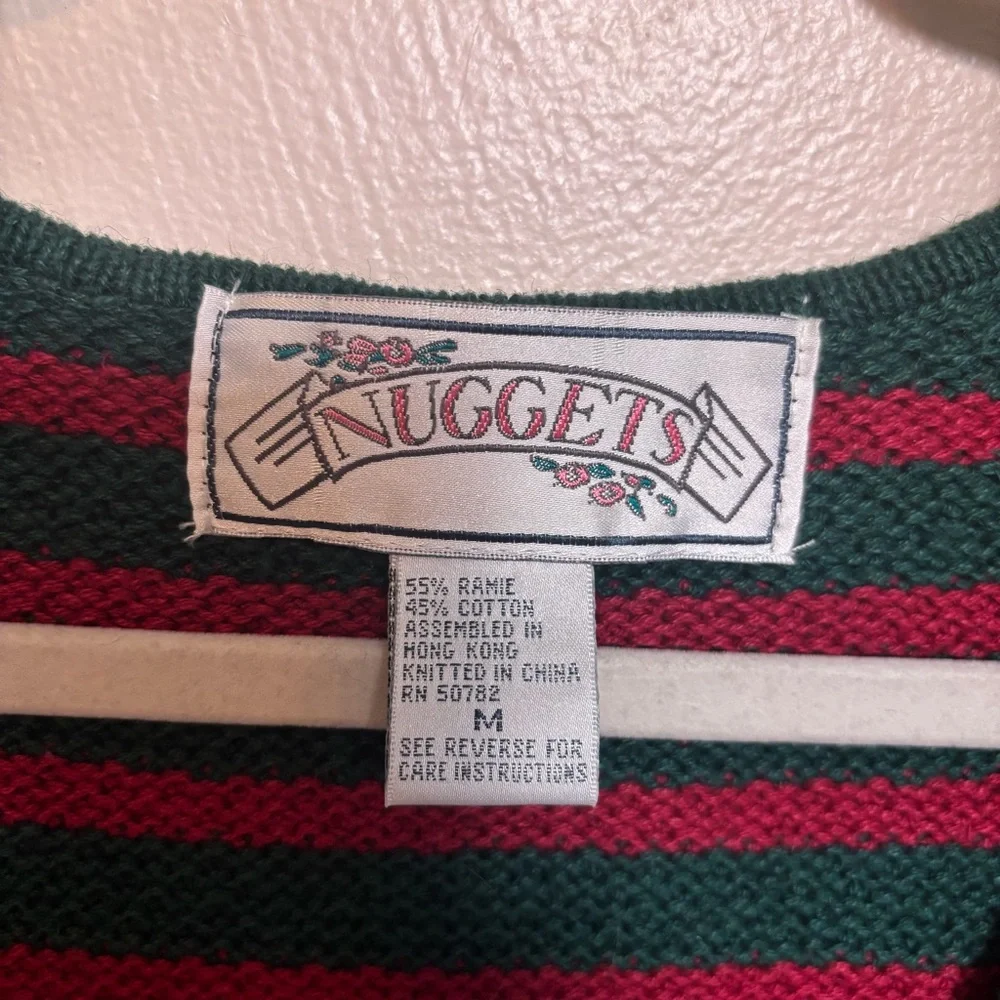 NUGGETS
55% RAMIE
45% COTTON
ASSEMBLED IN
HONG KONG
KNITTED IN CHINA
RN 50782
M
SEE REVERSE FOR
CARE INSTRUCTIONS